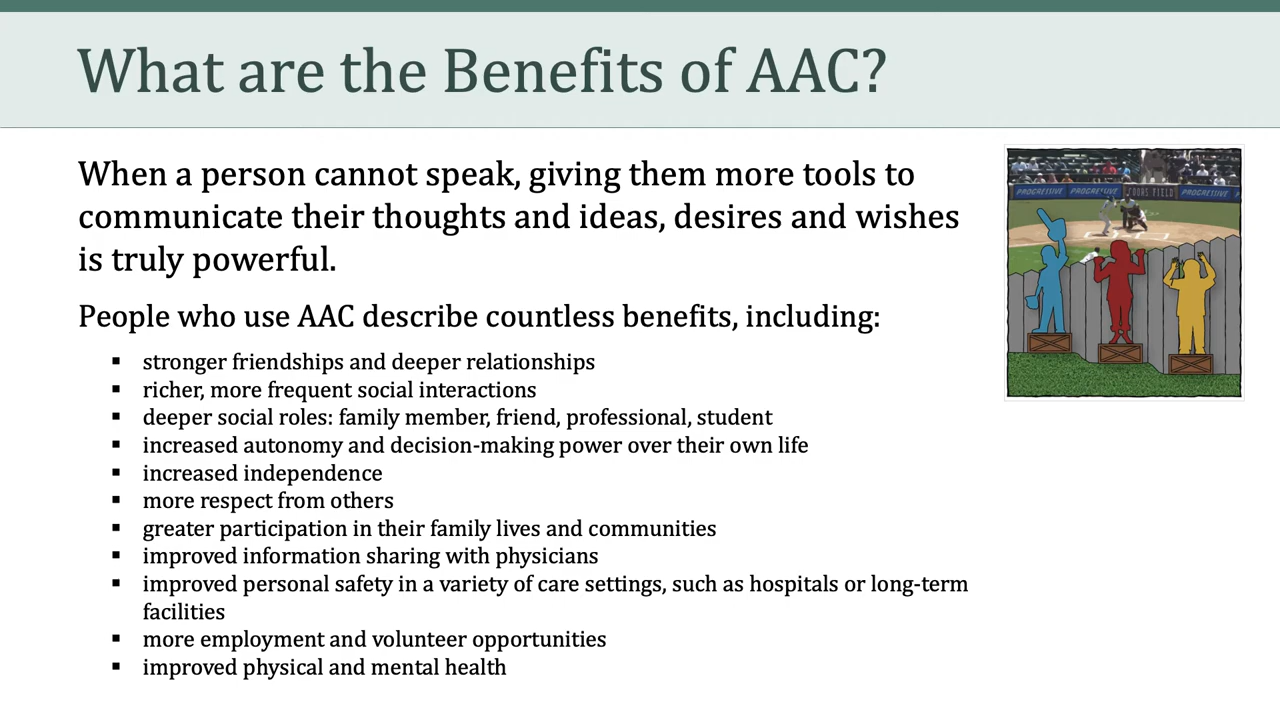 What are the Benefits of AAC?
When a person cannot speak, giving them more tools to
communicate their thoughts and ideas, desires and wishes
is truly powerful.
People who use AAC describe countless benefits, including:
▪ stronger friendships and deeper relationships
▪ richer, more frequent social interactions
▪ deeper social roles: family member, friend, professional, student
▪ increased autonomy and decision-making power over their own life
▪ increased independence
▪ more respect from others
▪ greater participation in their family lives and communities
▪ improved information sharing with physicians
▪ improved personal safety in a variety of care settings, such as hospitals or long-term
facilities
▪ more employment and volunteer opportunities
▪ improved physical and mental health
PROGRESSIVE PROGRESSIVE COORS FIELD PROGRESSIVE